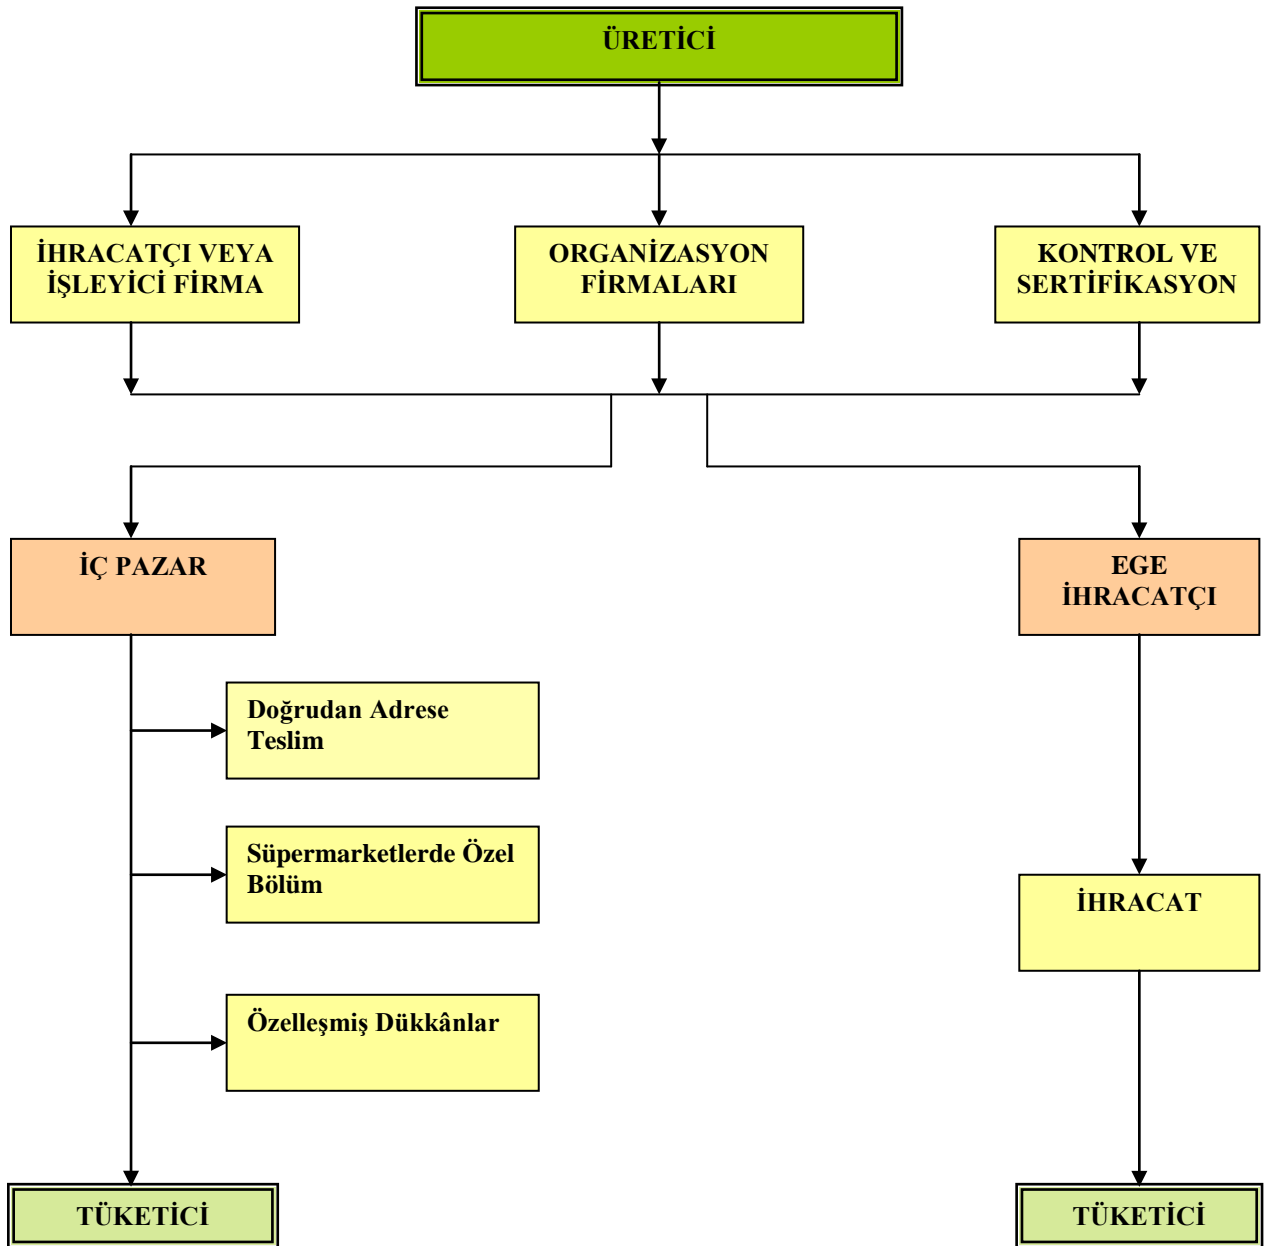 ÜRETİCİ
İHRACATÇI VEYA
İŞLEYİCİ FİRMA
ORGANİZASYON
FİRMALARI
KONTROL VE
SERTİFİKASYON
İÇ PAZAR
EGE
İHRACATÇI
Doğrudan Adrese
Teslim
Süpermarketlerde Özel
Bölüm
İHRACAT
Özelleşmiş Dükkânlar
TÜKETİCİ
TÜKETİCİ